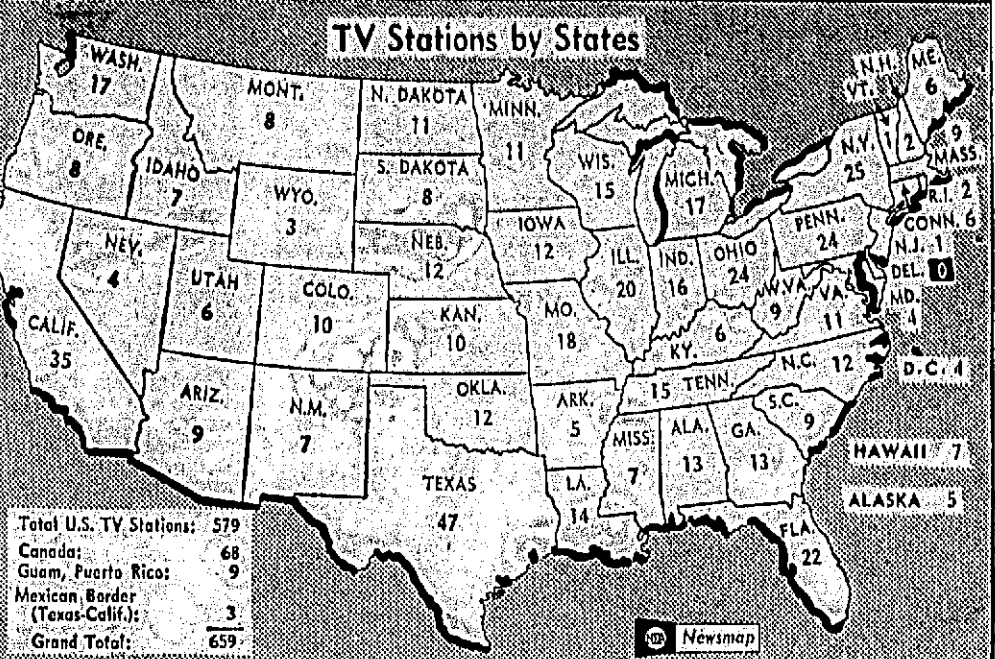 TV Stations by States
WASH.
17
ORE.
8
IDAHO
7
MONT.
8
WYO.
3
NEV.
4
UTAH
6
COLO.
10
CALIF.
35
ARIZ.
9
N.M.
7
N. DAKOTA
11
S. DAKOTA
8
NEB.
12
KAN.
10
OKLA.
12
TEXAS
47
MINN.
11
IOWA
12
MO.
18
ARK.
5
LA.
14
WIS.
15
ILL.
20
MICH.
17
IND.
16
OHIO
24
KY.
6
15 TENN.
MISS.
7
ALA.
13
GA.
13
FLA.
22
S.C.
9
N.C. 12
VA.
11
W.VA.
9
PENN.
24
N.Y.
25
VT.
1
N.H.
2
ME.
6
9
MASS.
R.I. 2
CONN. 6
N.J. 1
DEL. 0
MD.
4
D.C. 4
HAWAII 7
ALASKA 5
Total U.S. TV Stations: 579
Canada: 68
Guam, Puerto Rico: 9
Mexican Border
(Texas-Calif.): 3
Grand Total: 659
NEA Newsmap